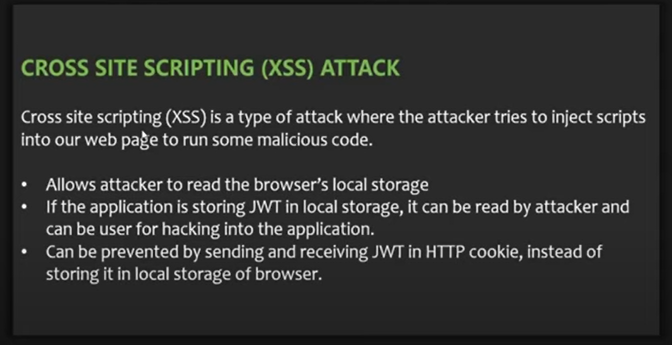 CROSS SITE SCRIPTING (XSS) ATTACK
Cross site scripting (XSS) is a type of attack where the attacker tries to inject scripts
into our web page to run some malicious code.
• Allows attacker to read the browser's local storage
• If the application is storing JWT in local storage, it can be read by attacker and
can be user for hacking into the application.
• Can be prevented by sending and receiving JWT in HTTP cookie, instead of
storing it in local storage of browser.